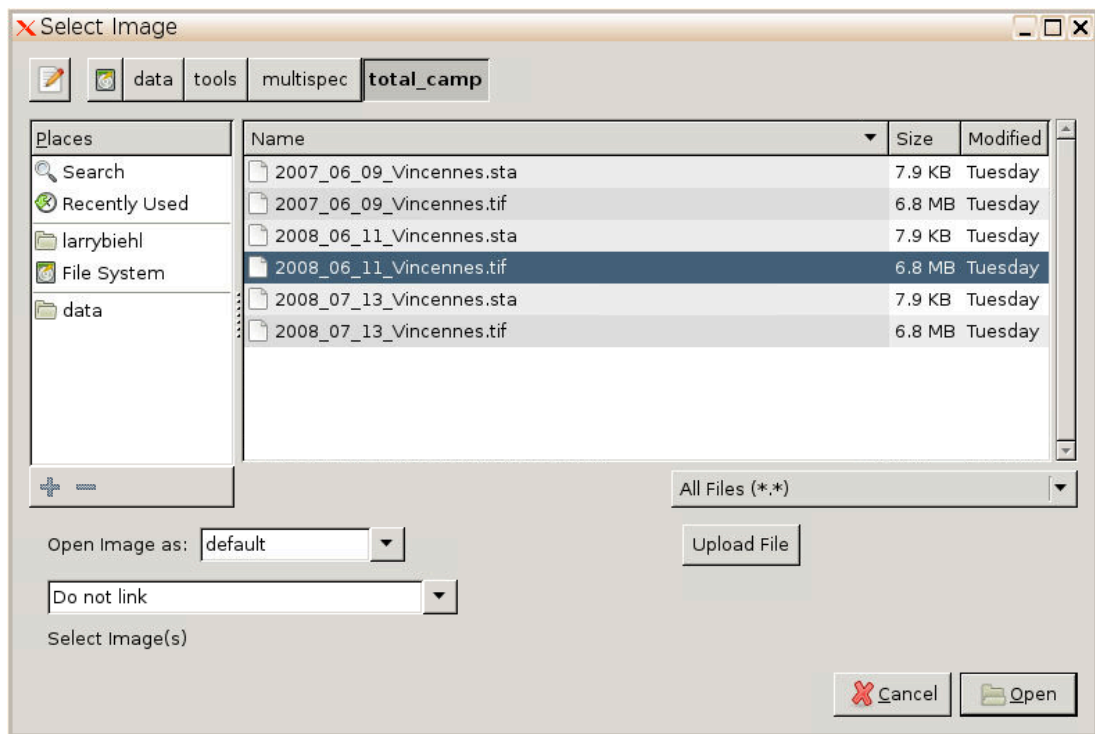 Select Image
data tools multispec total_camp
Places
Search
Recently Used
larrybiehl
File System
data
Name Size Modified
2007_06_09_Vincennes.sta 7.9 KB Tuesday
2007_06_09_Vincennes.tif 6.8 MB Tuesday
2008_06_11_Vincennes.sta 7.9 KB Tuesday
2008_06_11_Vincennes.tif 6.8 MB Tuesday
2008_07_13_Vincennes.sta 7.9 KB Tuesday
2008_07_13_Vincennes.tif 6.8 MB Tuesday
All Files (*.*)
Open Image as: default
Upload File
Do not link
Select Image(s)
Cancel Open